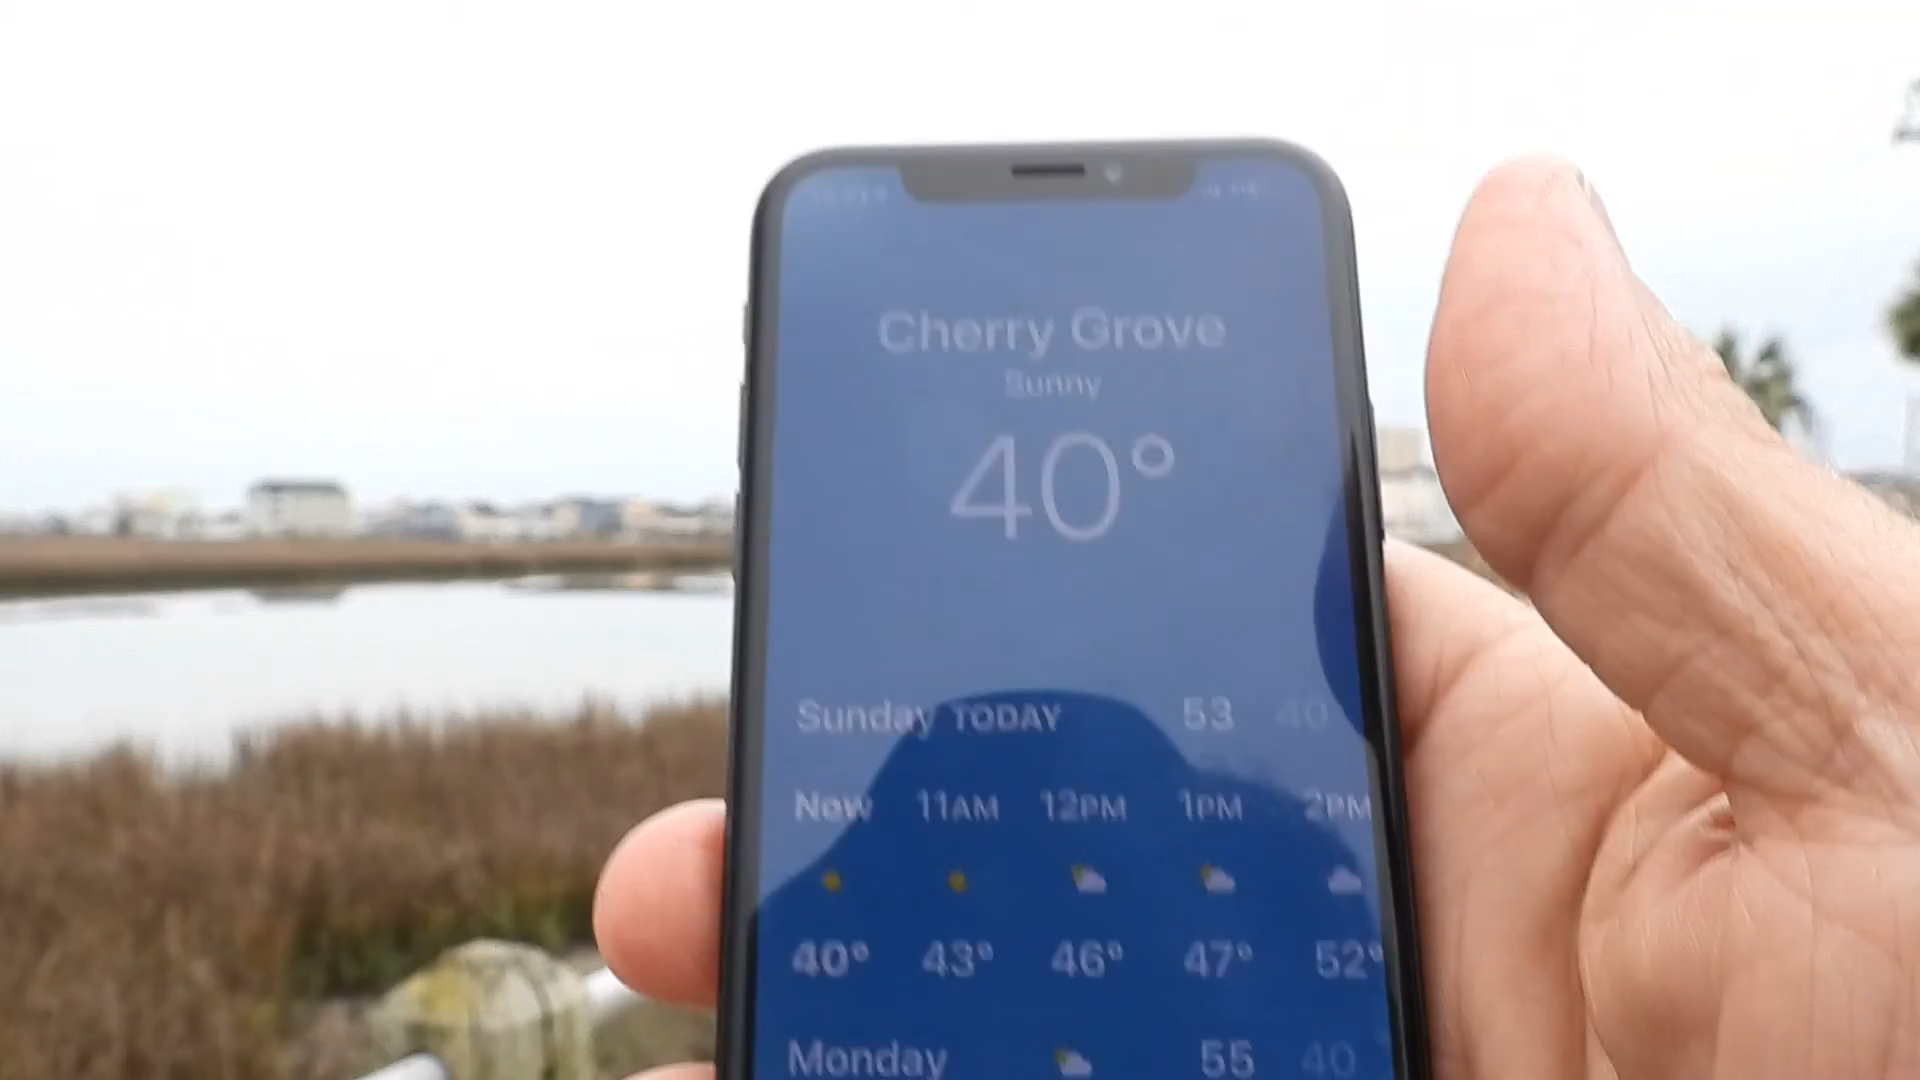 Cherry Grove
Sunny
40°
Sunday TODAY 53 40
Now 11AM 12PM 1PM 2PM
40° 43° 46° 47° 52°
Monday 55 40